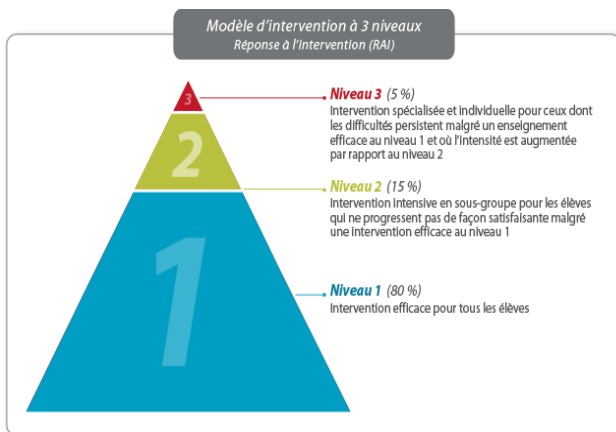 Modèle d'intervention à 3 niveaux
Réponse à l'intervention (RAI)
3
Niveau 3 (5 %)
Intervention spécialisée et individuelle pour ceux dont
les difficultés persistent malgré un enseignement
efficace au niveau 1 et où l'intensité est augmentée
par rapport au niveau 2
2
Niveau 2 (15 %)
Intervention intensive en sous-groupe pour les élèves
qui ne progressent pas de façon satisfaisante malgré
une intervention efficace au niveau 1
1
Niveau 1 (80 %)
Intervention efficace pour tous les élèves